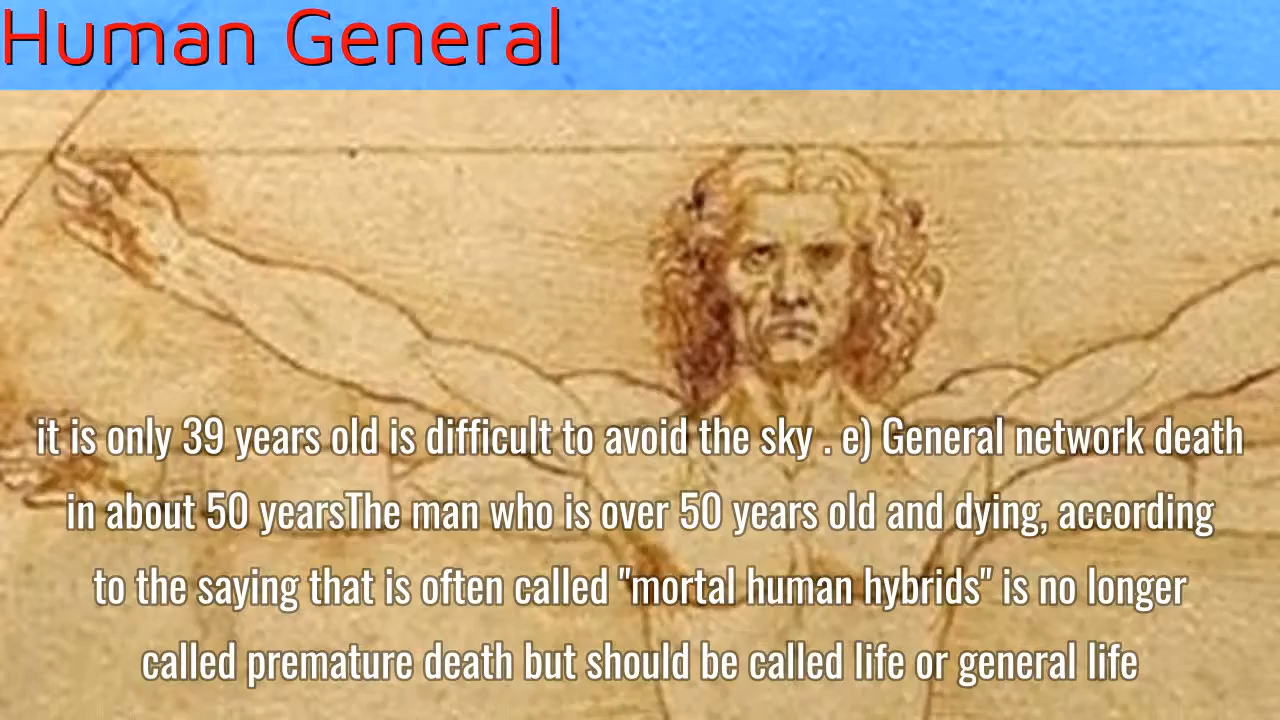 Human General
it is only 39 years old is difficult to avoid the sky . e) General network death
in about 50 yearsThe man who is over 50 years old and dying, according
to the saying that is often called "mortal human hybrids" is no longer
called premature death but should be called life or general life